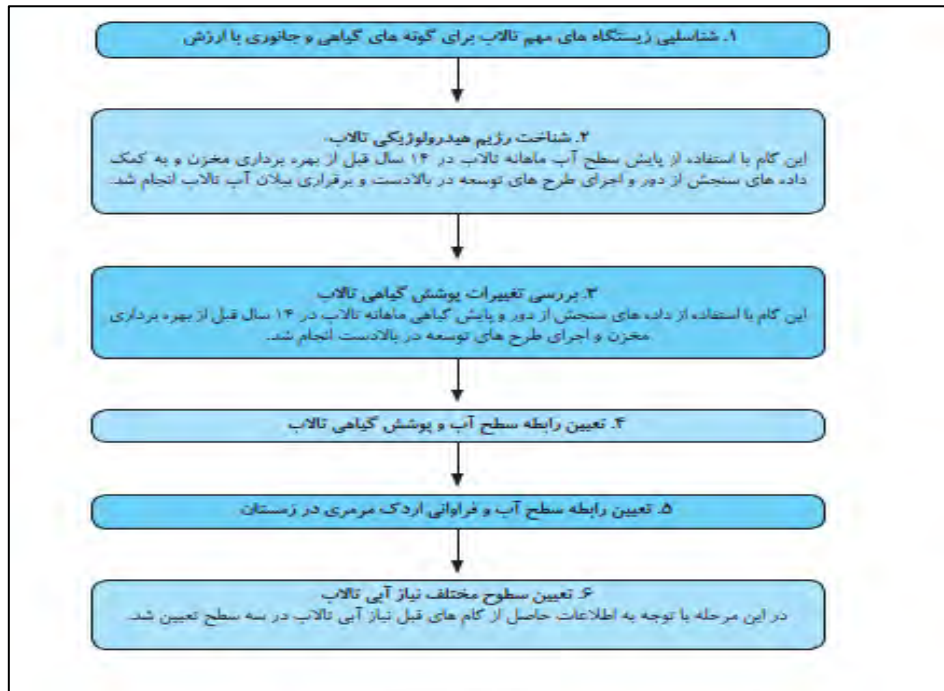 ۱. شناسایی زیستگاه های مهم تالاب برای گونه های گیاهی و جانوری با ارزش
۲. شناخت رژیم هیدرولوژیکی تالاب.
این کام با استفاده از پایش سطح آب ماهانه تالاب در ۱۴ سال قبل از بهره برداری مخزن و به کمک
داده های سنجش از دور و اجرای طرح های توسعه در بالادست و برقراری بیلان آب تالاب انجام شد.
۳. بررسی تغییرات پوشش گیاهی تالاب
این کام با استفاده از داده های سنجش از دور و پایش گیاهی ماهانه تالاب در ۱۴ سال قبل از بهره برداری
مخزن و اجرای طرح های توسعه در بالادست انجام شد.
۴. تعیین رابطه سطح آب و پوشش گیاهی تالاب
۵. تعیین رابطه سطح آب و فراوانی اردک مرمری در زمستان
۶. تعیین سطوح مختلف نیاز آبی تالاب
در این مرحله با توجه به اطلاعات حاصل از کام های قبل نیاز آبی تالاب در سه سطح تعیین شد.